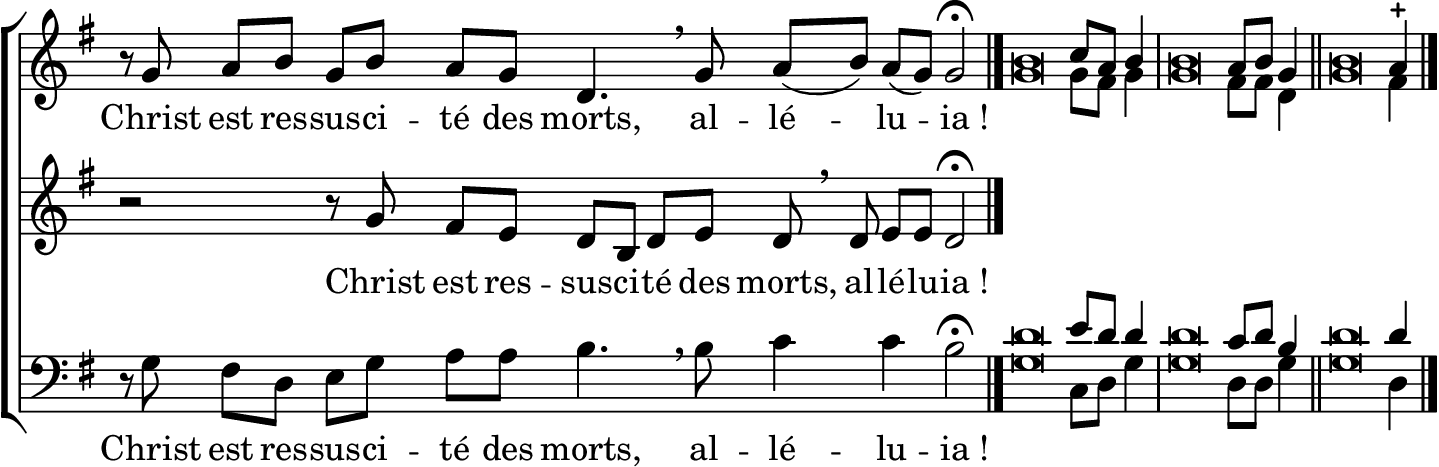 Christ est ressusci -- té des morts, al -- lé -- lu -- ia !
Christ est res -- suscité des morts, alléluia !
Christ est ressusci -- té des morts, al -- lé -- lu -- ia !